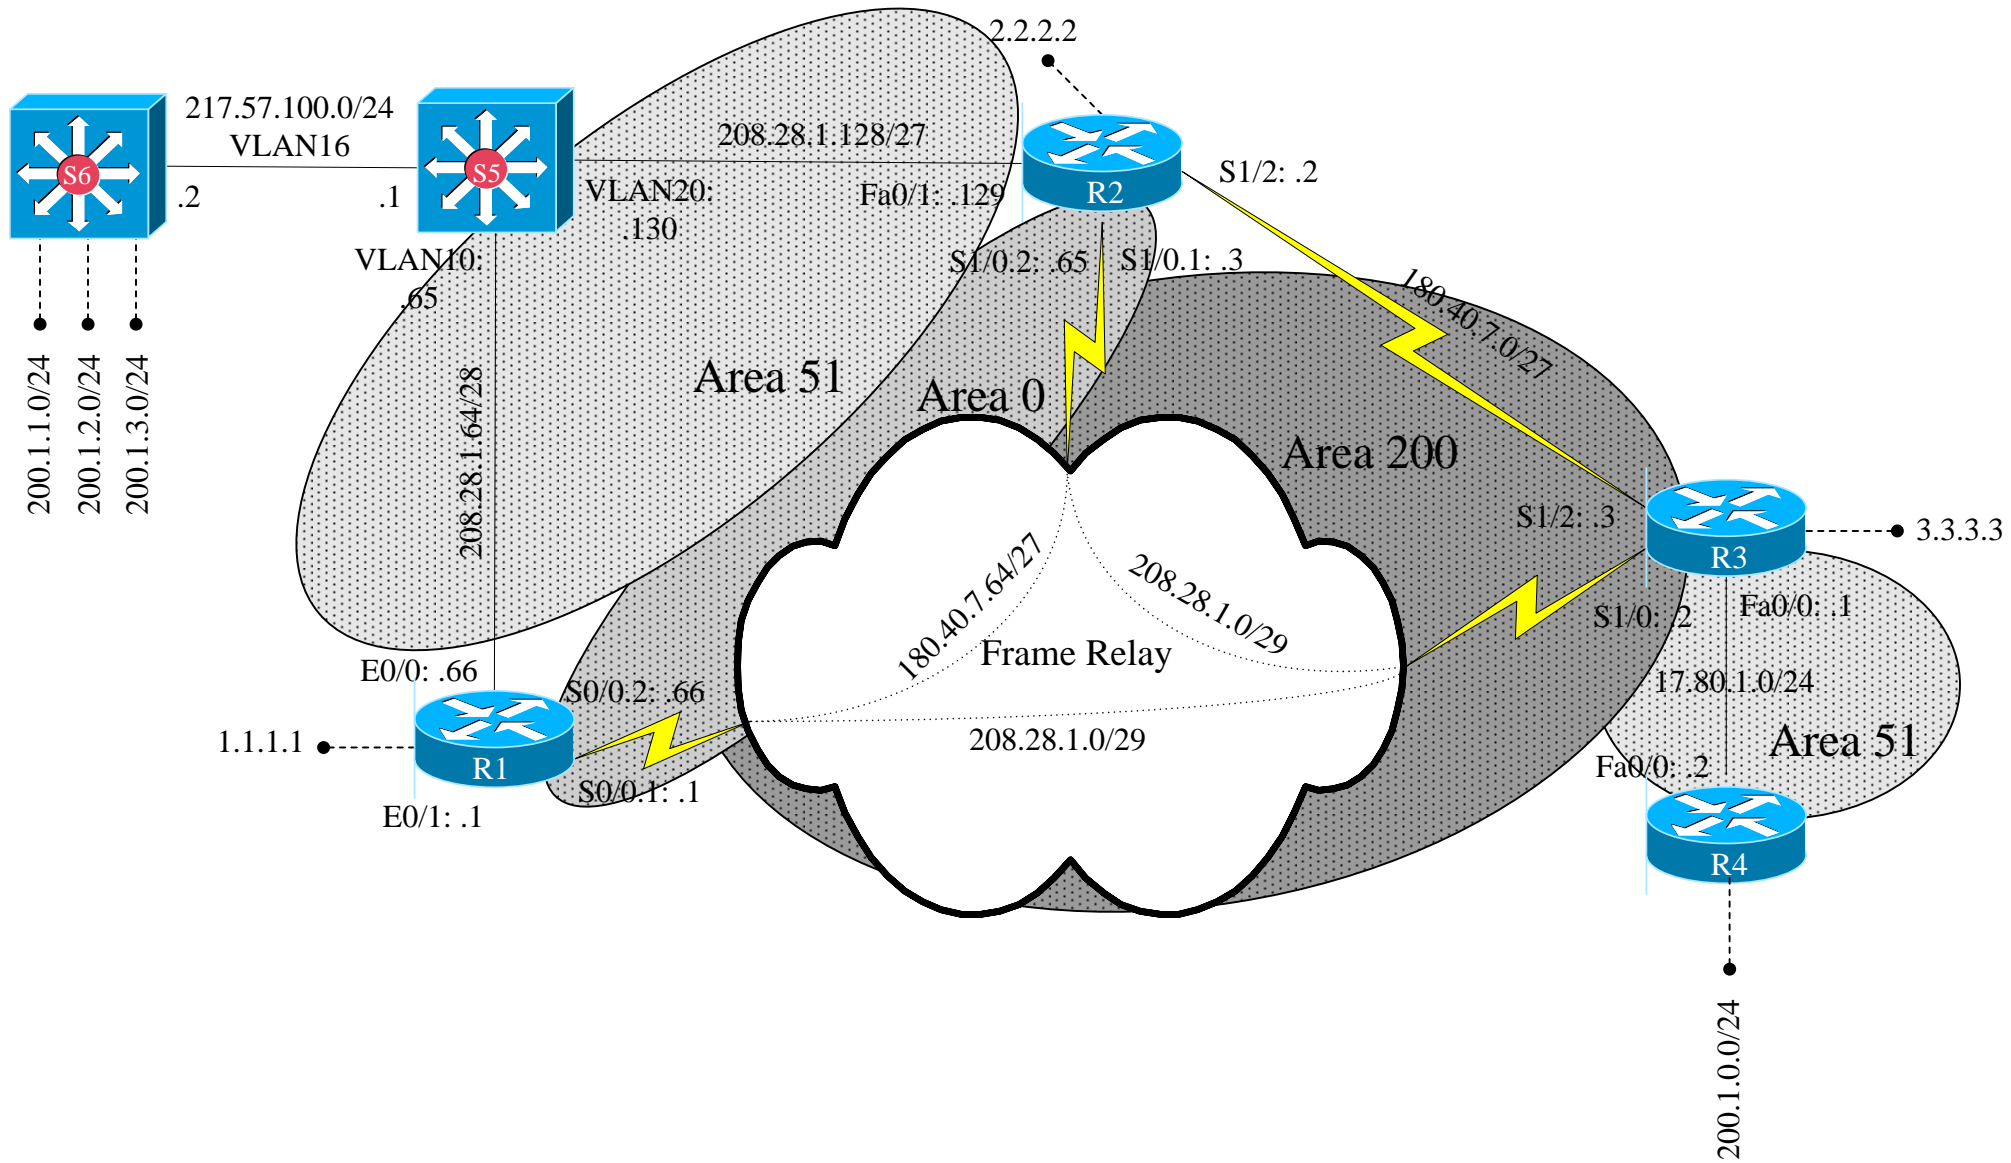 2.2.2.2
217.57.100.0/24
VLAN16
S6
.2
.1
S5
208.28.1.128/27
VLAN20:
.130
Fa0/1: .129
R2
S1/2: .2
VLAN10:
.65
S1/0.2: .65
S1/0.1: .3
180.40.7.0/27
200.1.1.0/24
200.1.2.0/24
200.1.3.0/24
208.28.1.64/28
Area 51
Area 0
Area 200
S1/2: .3
R3
3.3.3.3
180.40.7.64/27
208.28.1.0/29
Frame Relay
S1/0: .2
Fa0/0: .1
E0/0: .66
S0/0.2: .66
17.80.1.0/24
208.28.1.0/29
Area 51
1.1.1.1
R1
S0/0.1: .1
E0/1: .1
Fa0/0: .2
R4
200.1.0.0/24